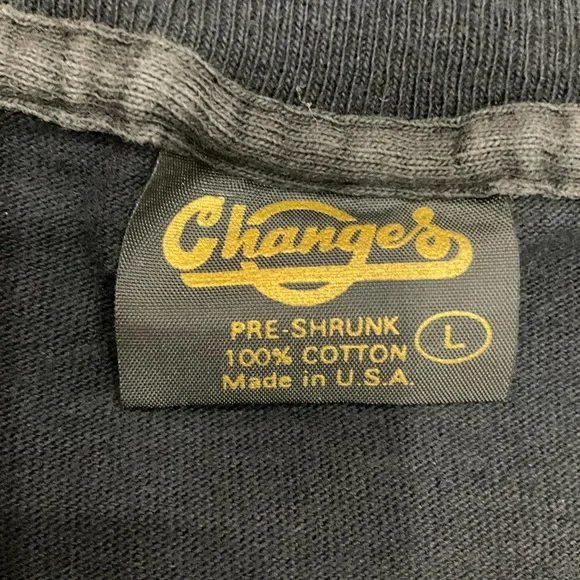 Changes
PRE-SHRUNK
100% COTTON
Made in U.S.A.
L